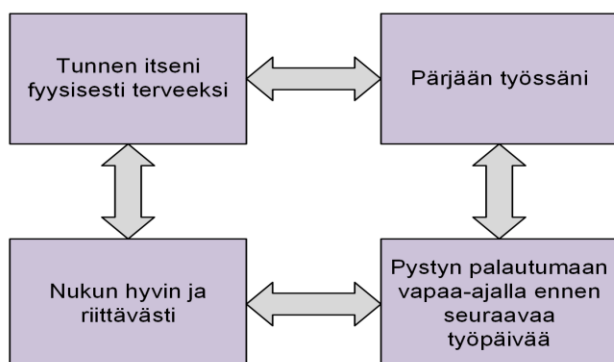 Tunnen itseni
fyysisesti terveeksi
Pärjään työssäni
Nukun hyvin ja
riittävästi
Pystyn palautumaan
vapaa-ajalla ennen
seuraavaa
työpäivää